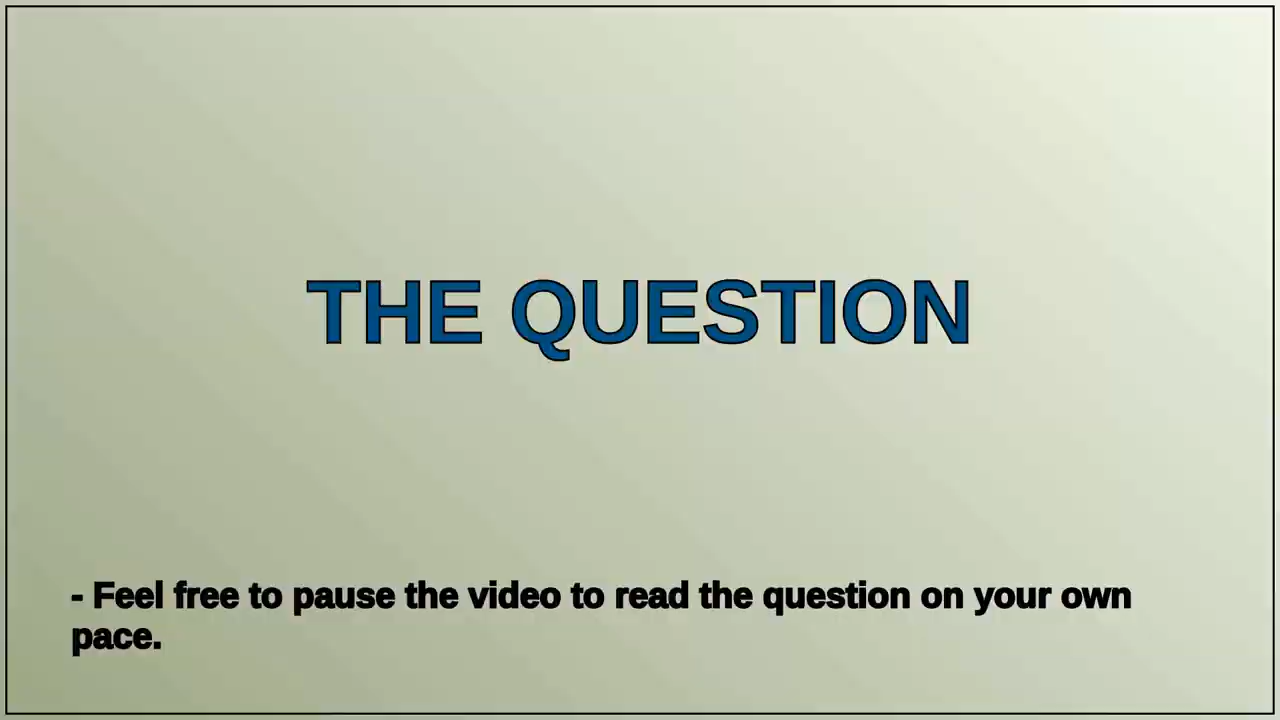 THE QUESTION
- Feel free to pause the video to read the question on your own
pace.